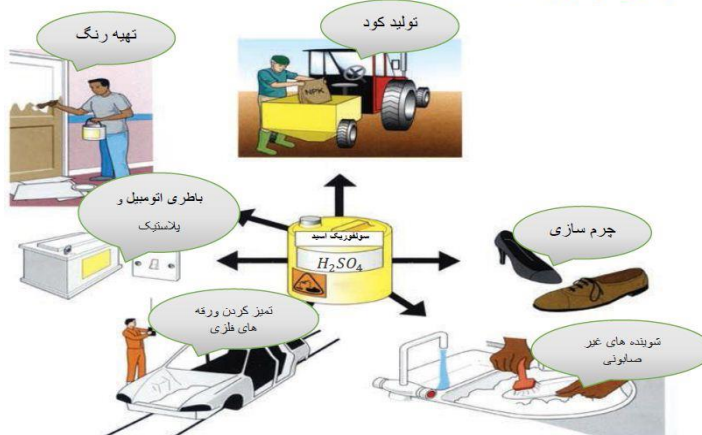 تولید کود
تهیه رنگ
NPK
باطری اتومبیل و
پلاستیک
سولفوریک اسید
H₂SO₄
چرم سازی
تمیز کردن ورقه
های فلزی
شوینده های غیر
صابونی